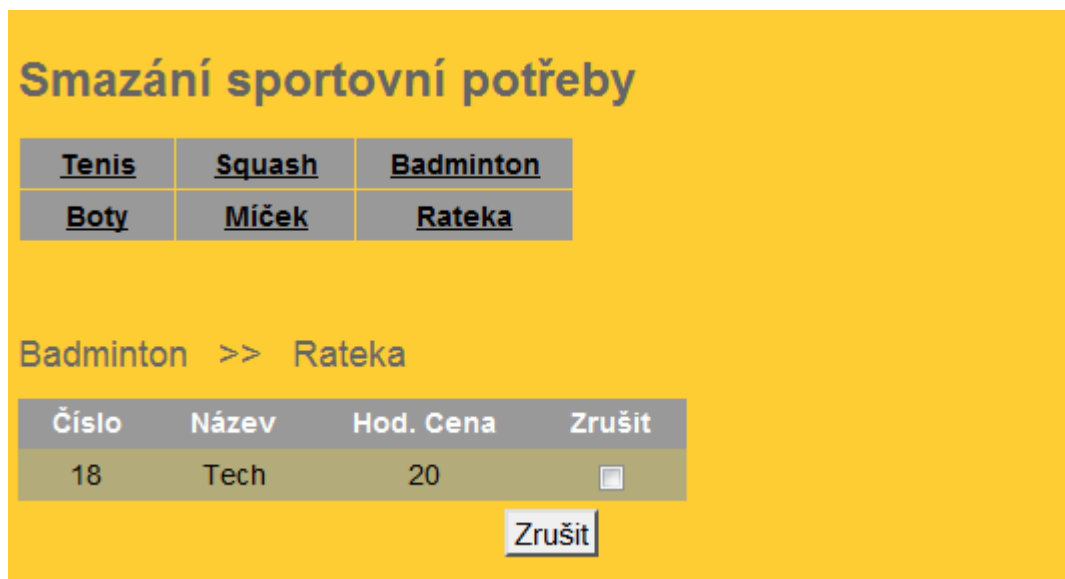 Smazání sportovní potřeby
Tenis Squash Badminton
Boty Míček Rateka
Badminton >> Rateka
Číslo Název Hod. Cena Zrušit
18 Tech 20
Zrušit